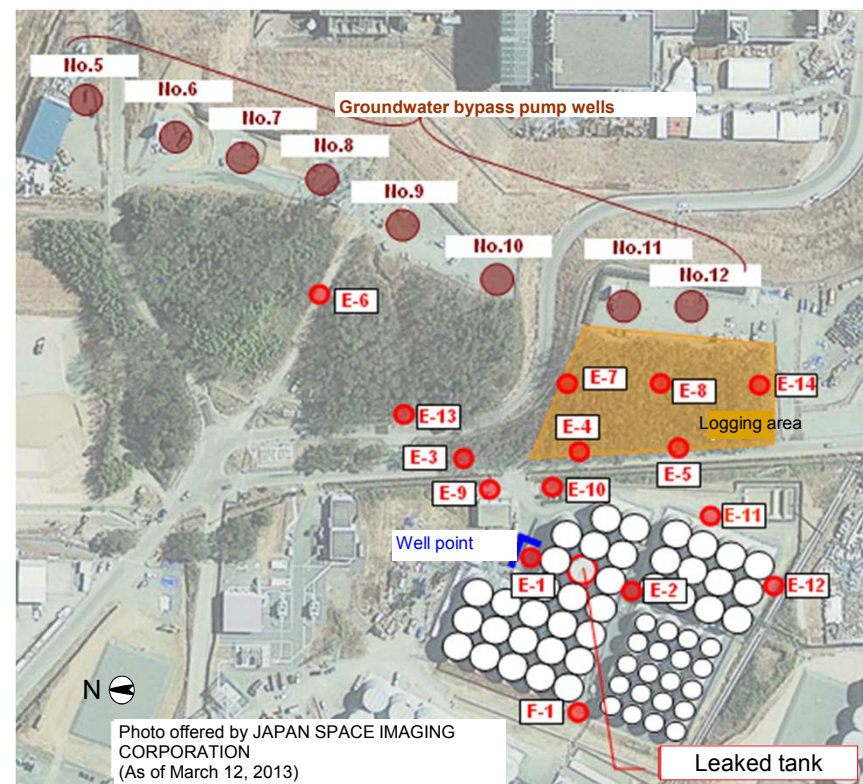 No.5
No.6
Groundwater bypass pump wells
No.7
No.8
No.9
No.10
No.11
No.12
E-6
E-7
E-8
E-14
E-13
Logging area
E-4
E-3
E-5
E-9
E-10
E-11
Well point
E-1
E-2
E-12
N
F-1
Photo offered by JAPAN SPACE IMAGING
CORPORATION
(As of March 12, 2013)
Leaked tank